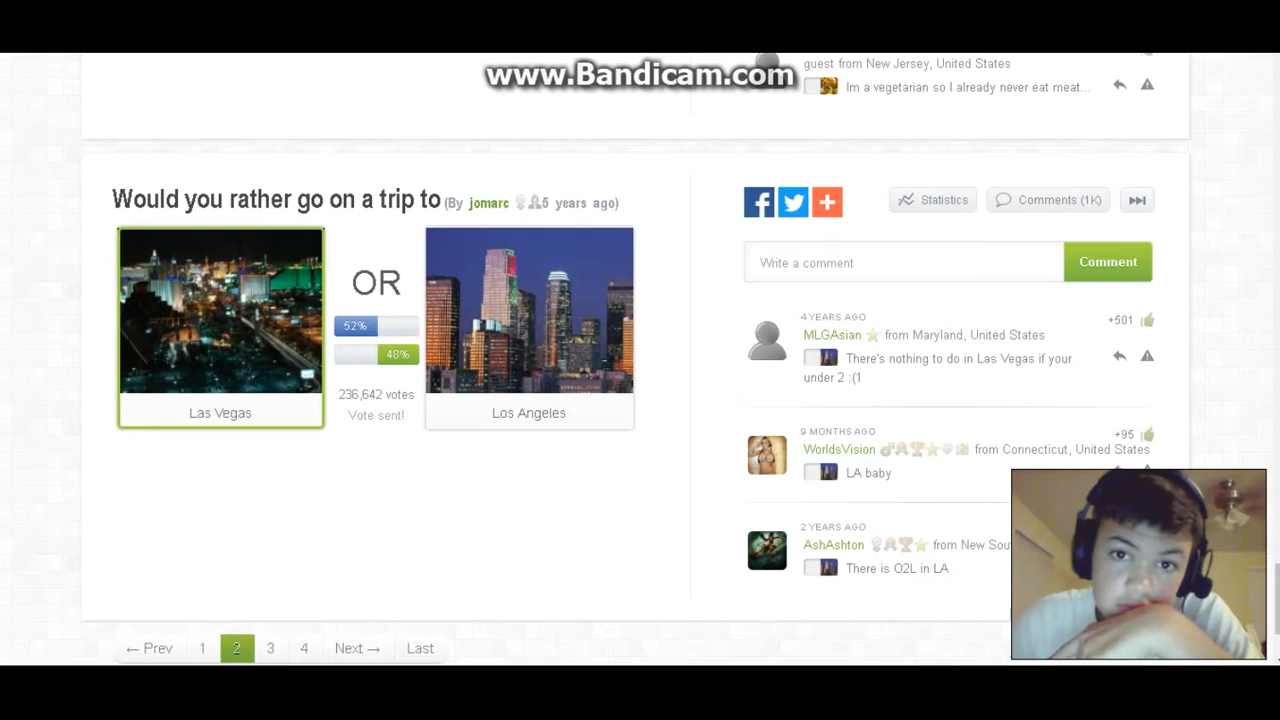 www.Bandicam.com
guest from New Jersey, United States
Im a vegetarian so I already never eat meat...
Would you rather go on a trip to (By jomarc 5 years ago)
OR
52%
48%
236,642 votes
Vote sent!
Las Vegas
Los Angeles
Statistics
Comments (1K)
Write a comment
Comment
4 YEARS AGO
+501
MLGAsian from Maryland, United States
There's nothing to do in Las Vegas if your
under 2 :(1
9 MONTHS AGO
+95
WorldsVision from Connecticut, United States
LA baby
2 YEARS AGO
AshAshton from New Sou
There is O2L in LA
← Prev 1 2 3 4 Next → Last